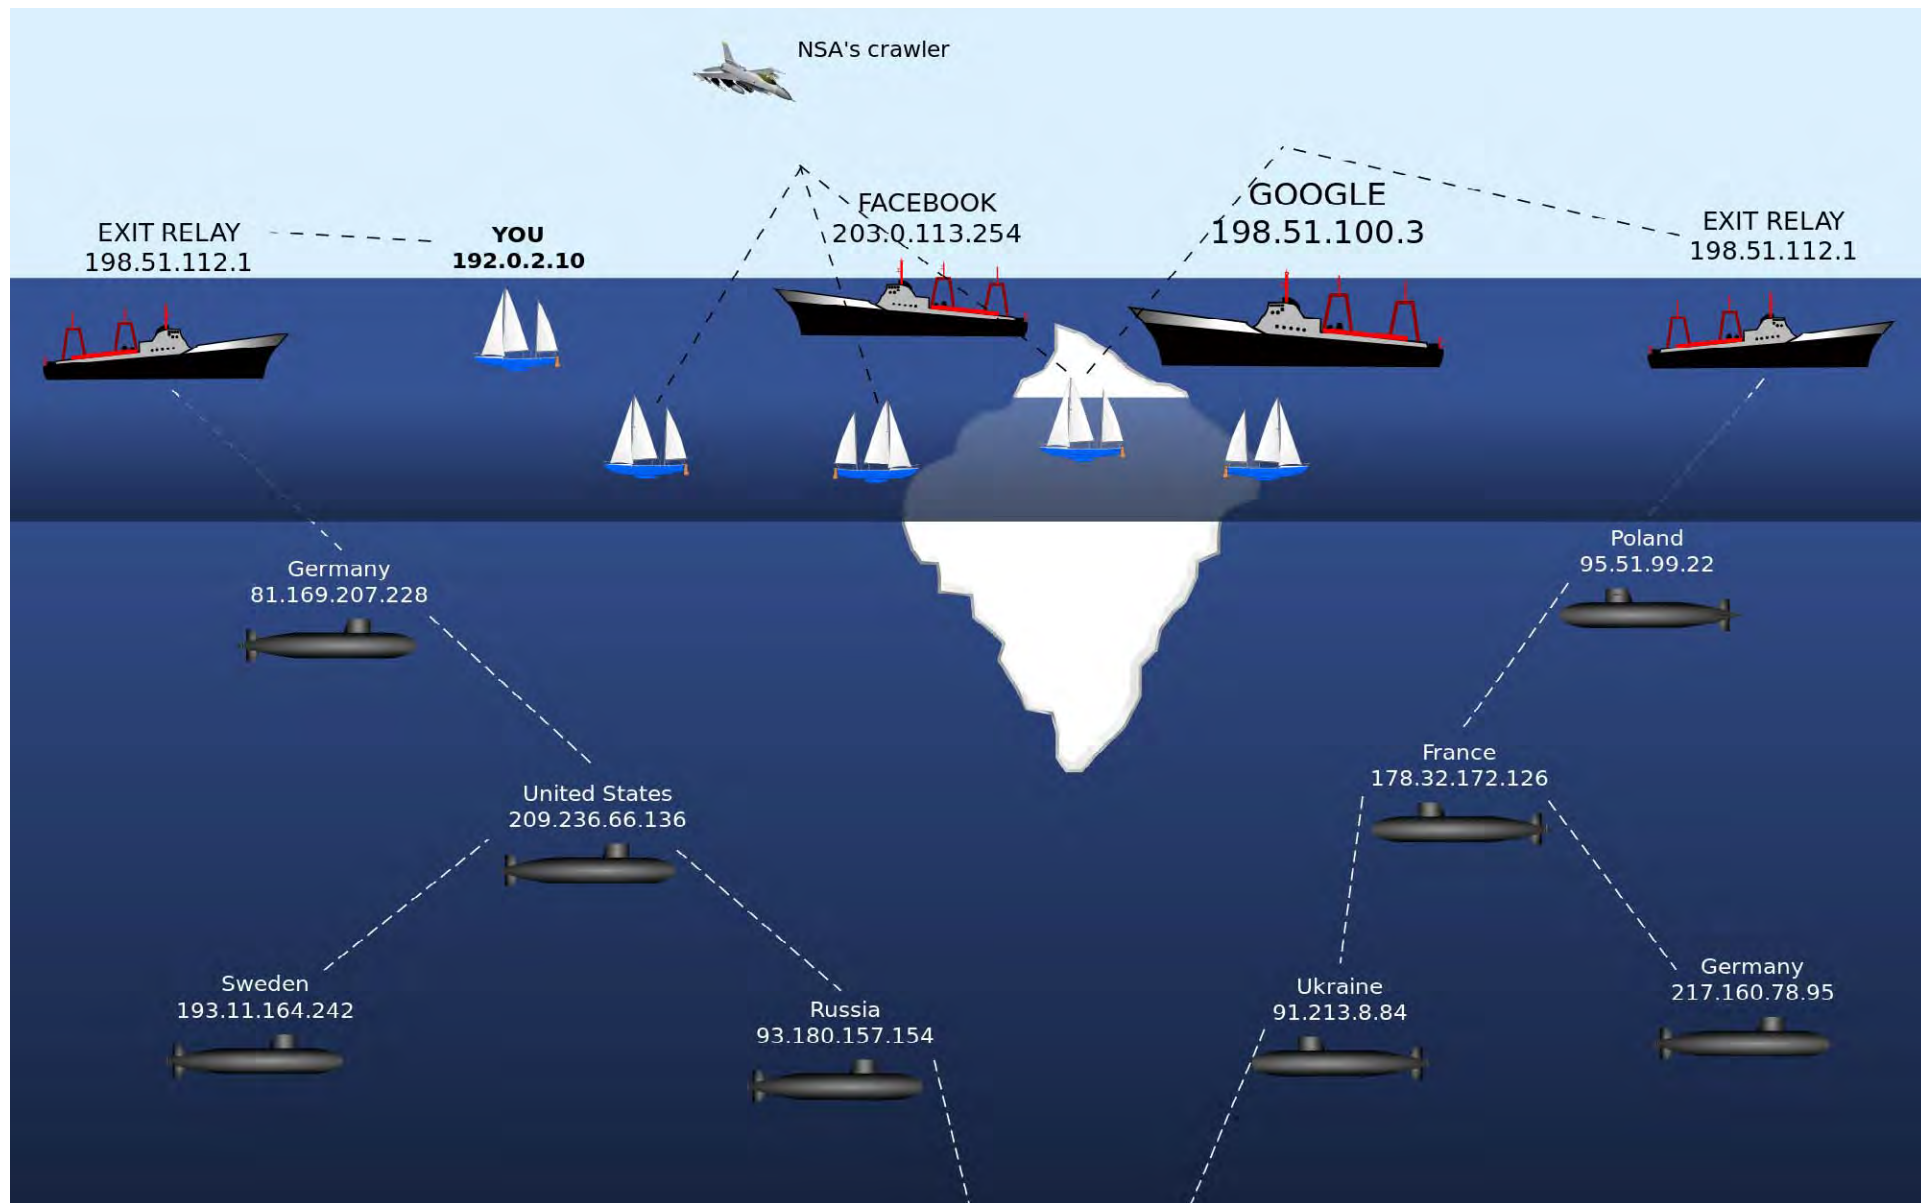 NSA's crawler
EXIT RELAY
198.51.112.1
YOU
192.0.2.10
FACEBOOK
203.0.113.254
GOOGLE
198.51.100.3
EXIT RELAY
198.51.112.1
Germany
81.169.207.228
Poland
95.51.99.22
United States
209.236.66.136
France
178.32.172.126
Sweden
193.11.164.242
Russia
93.180.157.154
Ukraine
91.213.8.84
Germany
217.160.78.95